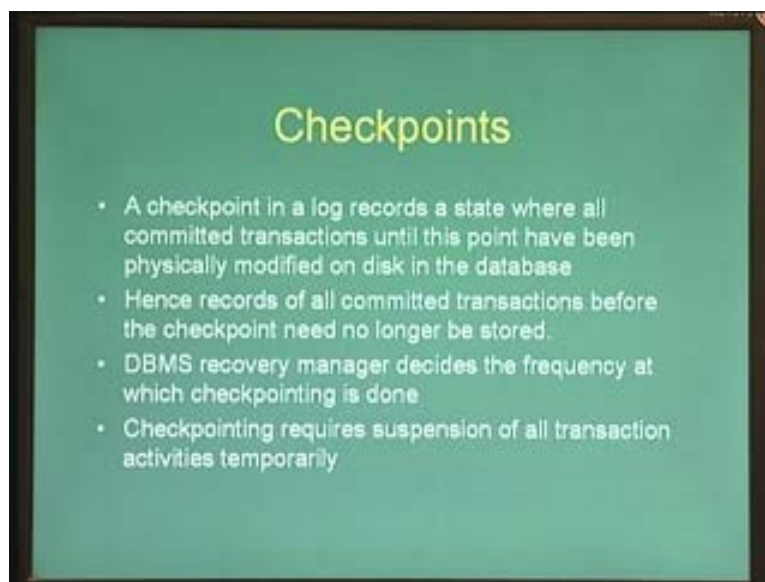 Checkpoints
• A checkpoint in a log records a state where all
committed transactions until this point have been
physically modified on disk in the database
• Hence records of all committed transactions before
the checkpoint need no longer be stored.
• DBMS recovery manager decides the frequency at
which checkpointing is done
• Checkpointing requires suspension of all transaction
activities temporarily